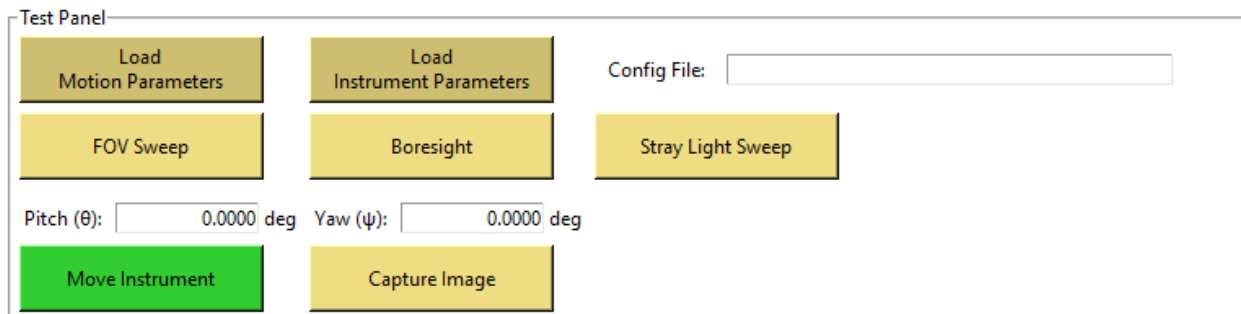 Test Panel
Load
Motion Parameters
Load
Instrument Parameters
Config File:
FOV Sweep
Boresight
Stray Light Sweep
Pitch (θ): 0.0000 deg Yaw (ψ): 0.0000 deg
Move Instrument
Capture Image